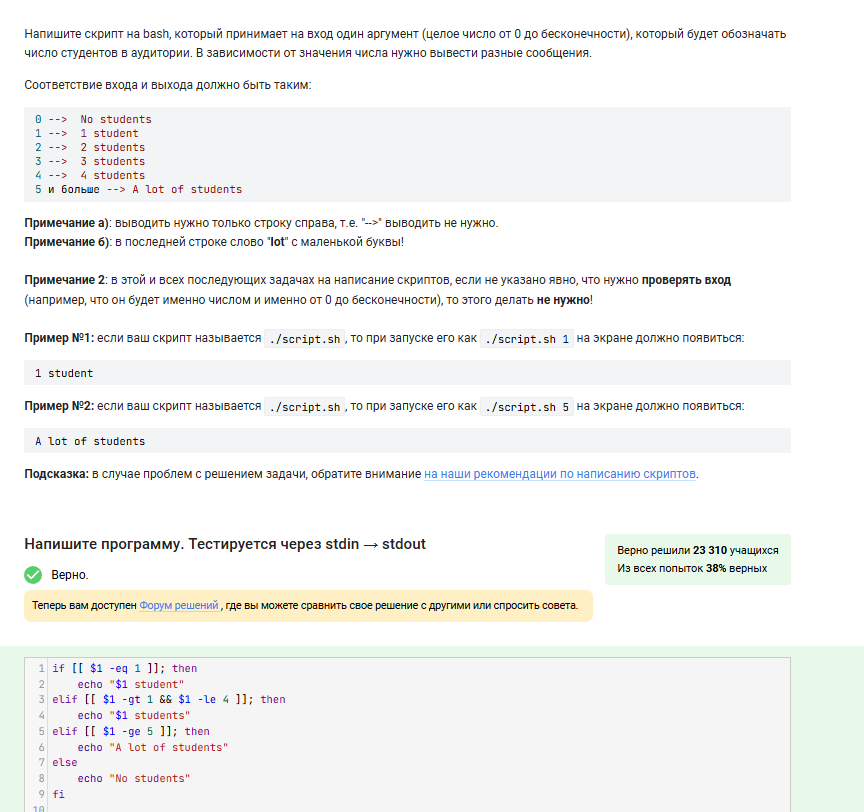 Напишите скрипт на bash, который принимает на вход один аргумент (целое число от 0 до бесконечности), который будет обозначать
число студентов в аудитории. В зависимости от значения числа нужно вывести разные сообщения.
Соответствие входа и выхода должно быть таким:
0 -->  No students
1 -->  1 student
2 -->  2 students
3 -->  3 students
4 -->  4 students
5 и больше --> A lot of students
Примечание а): выводить нужно только строку справа, т.е. "-->" выводить не нужно.
Примечание б): в последней строке слово "lot" с маленькой буквы!
Примечание 2: в этой и всех последующих задачах на написание скриптов, если не указано явно, что нужно проверять вход
(например, что он будет именно числом и именно от 0 до бесконечности), то этого делать не нужно!
Пример №1: если ваш скрипт называется ./script.sh , то при запуске его как ./script.sh 1 на экране должно появиться:
1 student
Пример №2: если ваш скрипт называется ./script.sh , то при запуске его как ./script.sh 5 на экране должно появиться:
A lot of students
Подсказка: в случае проблем с решением задачи, обратите внимание на наши рекомендации по написанию скриптов.
Напишите программу. Тестируется через stdin → stdout
Верно решили 23 310 учащихся
Из всех попыток 38% верных
Верно.
Теперь вам доступен Форум решений , где вы можете сравнить свое решение с другими или спросить совета.
1 if [[ $1 -eq 1 ]]; then
2     echo "$1 student"
3 elif [[ $1 -gt 1 && $1 -le 4 ]]; then
4     echo "$1 students"
5 elif [[ $1 -ge 5 ]]; then
6     echo "A lot of students"
7 else
8     echo "No students"
9 fi
10